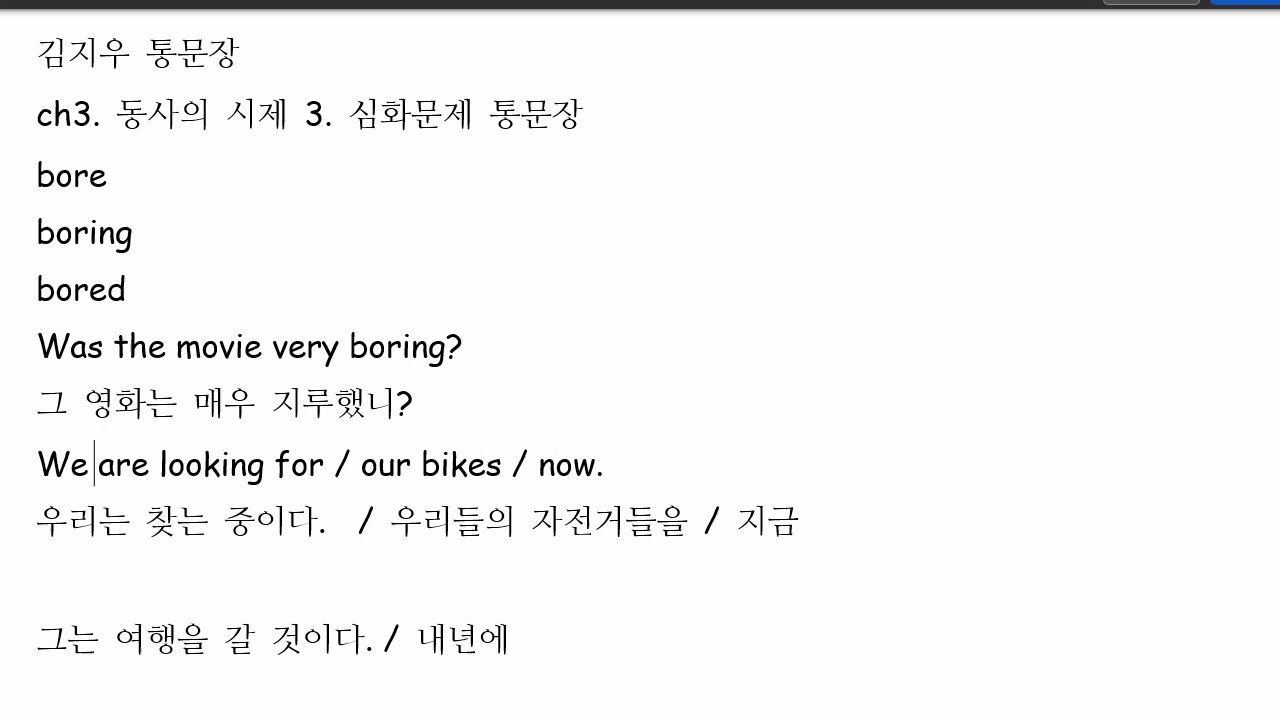 김지우 통문장
ch3. 동사의 시제 3. 심화문제 통문장
bore
boring
bored
Was the movie very boring?
그 영화는 매우 지루했니?
We are looking for / our bikes / now.
우리는 찾는 중이다. / 우리들의 자전거들을 / 지금
그는 여행을 갈 것이다. / 내년에